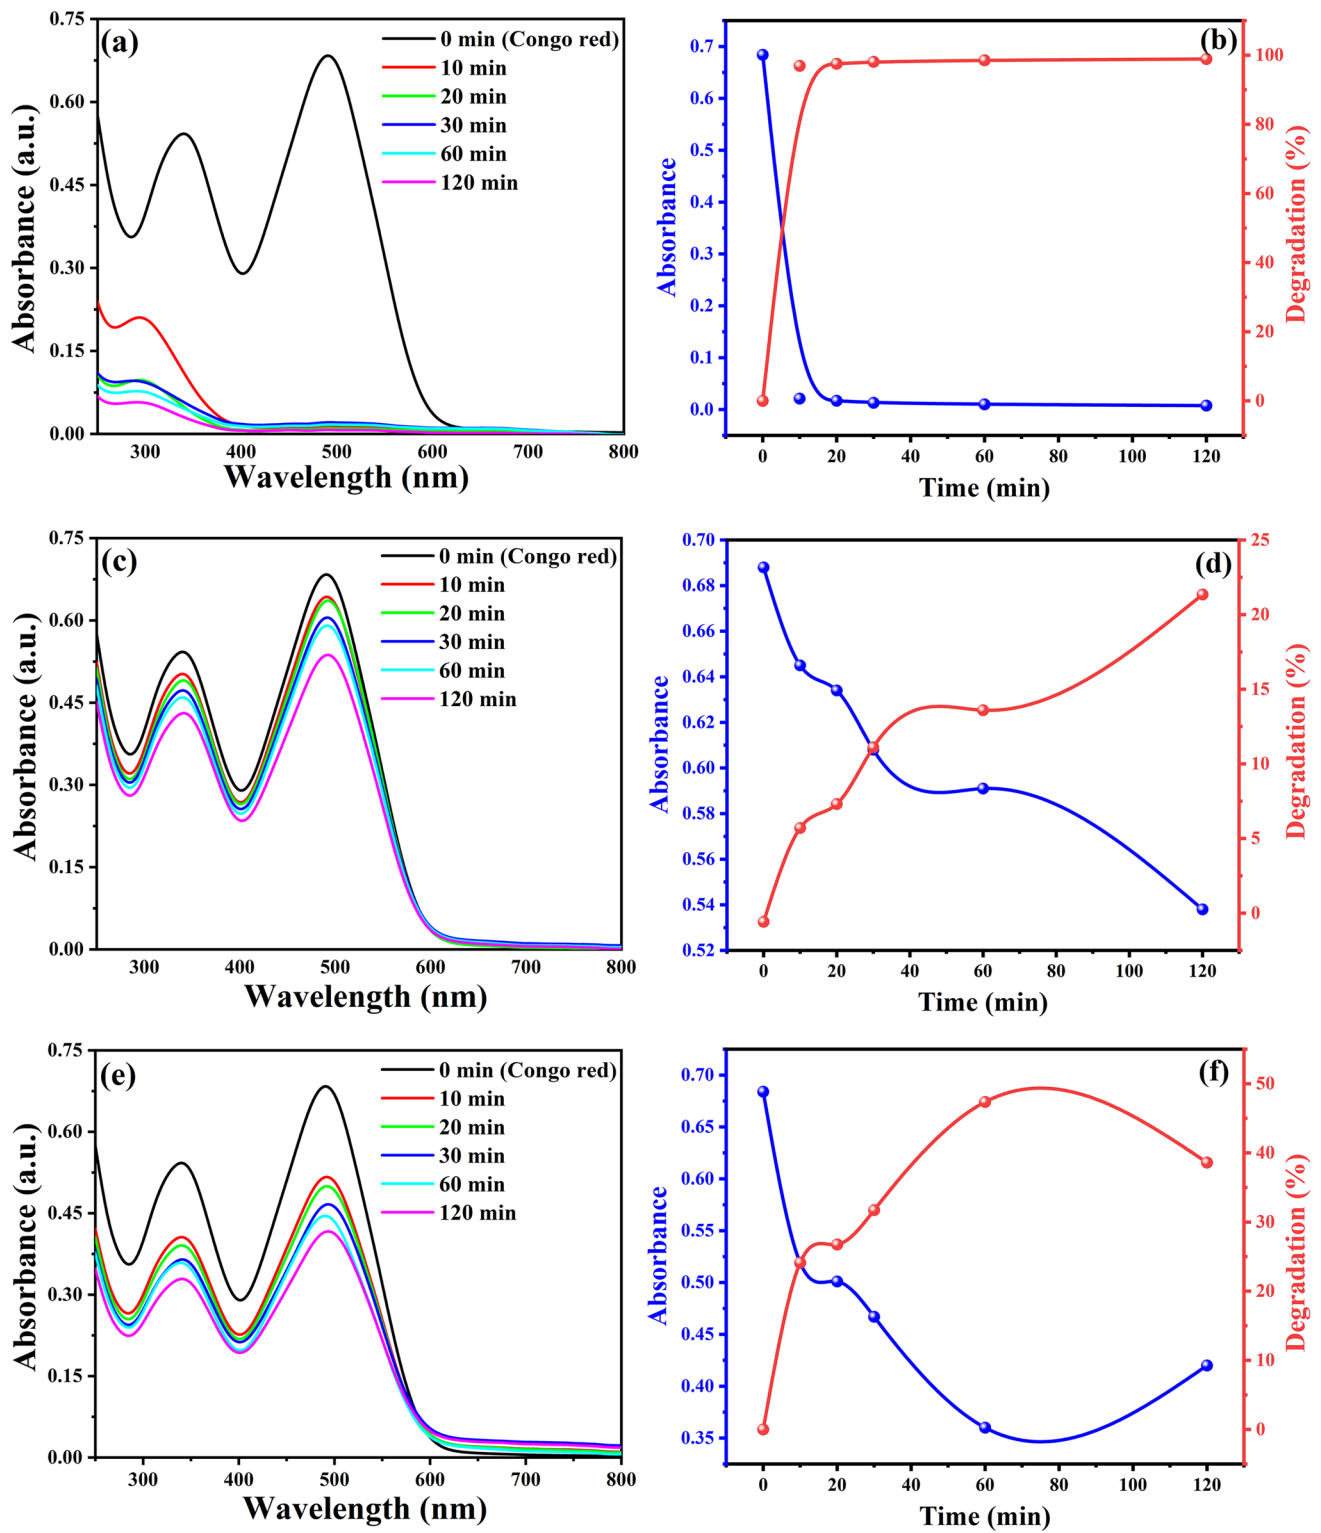 (a)
0 min (Congo red)
10 min
20 min
30 min
60 min
120 min
0.75
0.60
0.45
0.30
0.15
0.00
Absorbance (a.u.)
300 400 500 600 700 800
Wavelength (nm)
(b)
0.7
0.6
0.5
0.4
0.3
0.2
0.1
0.0
Absorbance
100
80
60
40
20
0
Degradation (%)
0 20 40 60 80 100 120
Time (min)
(c)
0 min (Congo red)
10 min
20 min
30 min
60 min
120 min
0.75
0.60
0.45
0.30
0.15
0.00
Absorbance (a.u.)
300 400 500 600 700 800
Wavelength (nm)
(d)
0.70
0.68
0.66
0.64
0.62
0.60
0.58
0.56
0.54
0.52
Absorbance
25
20
15
10
5
0
Degradation (%)
0 20 40 60 80 100 120
Time (min)
(e)
0 min (Congo red)
10 min
20 min
30 min
60 min
120 min
0.75
0.60
0.45
0.30
0.15
0.00
Absorbance (a.u.)
300 400 500 600 700 800
Wavelength (nm)
(f)
0.70
0.65
0.60
0.55
0.50
0.45
0.40
0.35
Absorbance
50
40
30
20
10
0
Degradation (%)
0 20 40 60 80 100 120
Time (min)